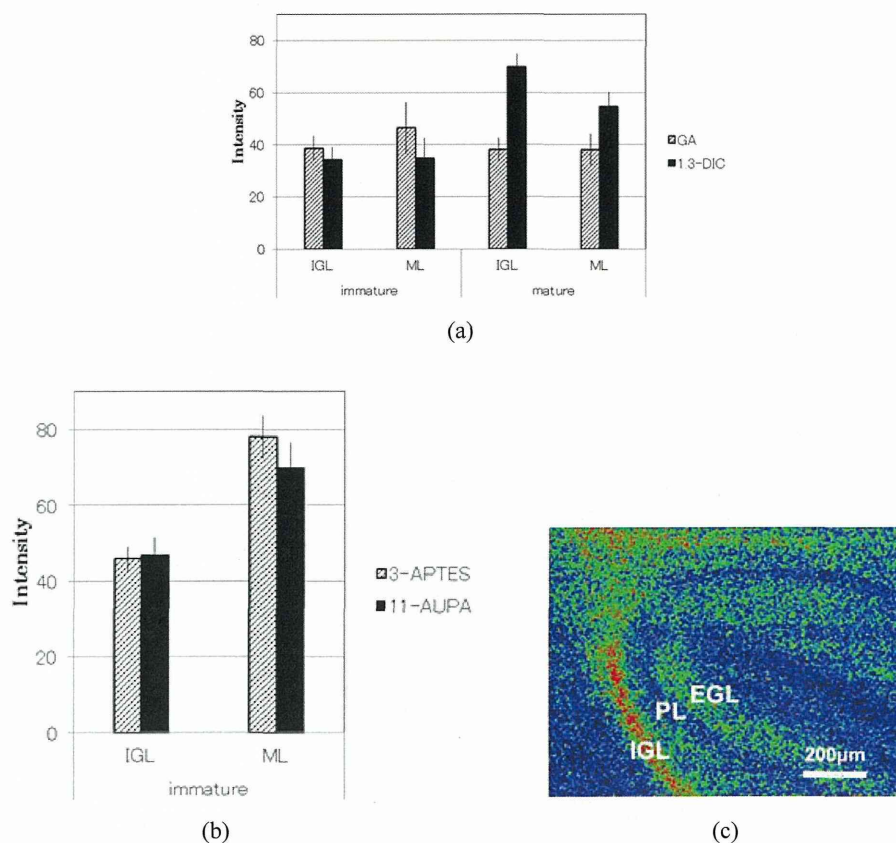 80
60
40
20
0
Intensity
IGL
ML
IGL
ML
immature
mature
GA
1.3-DIC
(a)
80
60
40
20
0
Intensity
IGL
ML
immature
3-APTES
11-AUPA
(b)
EGL
PL
IGL
200μm
(c)